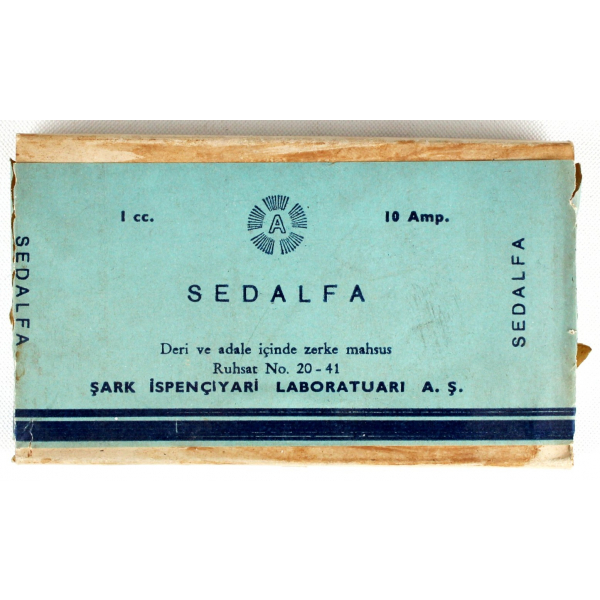 1 cc.
A
10 Amp.
SEDALFA
Deri ve adale içinde zerke mahsus
Ruhsat No. 20 - 41
ŞARK İSPENÇİYARİ LABORATUARI A. Ş.
SEDALFA
SEDALFA